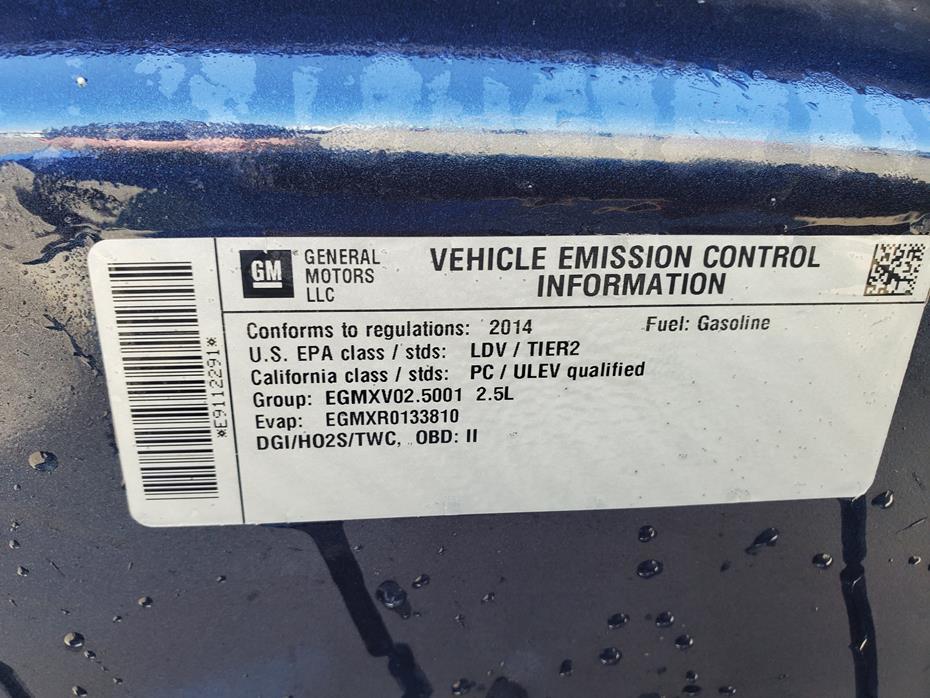 GM
GENERAL
MOTORS
LLC
VEHICLE EMISSION CONTROL
INFORMATION
*E9112291*
Conforms to regulations: 2014 Fuel: Gasoline
U.S. EPA class / stds: LDV / TIER2
California class / stds: PC / ULEV qualified
Group: EGMXV02.5001 2.5L
Evap: EGMXR0133810
DGI/HO2S/TWC, OBD: II